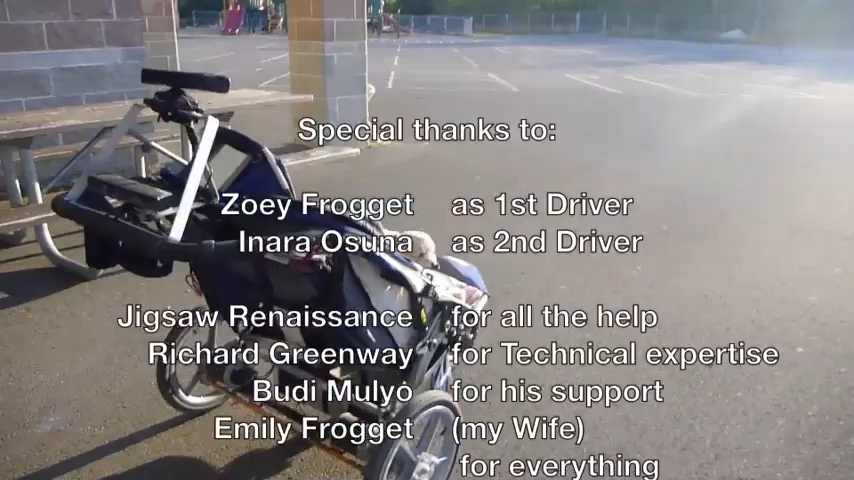 Special thanks to:
Zoey Frogget as 1st Driver
Inara Osuna as 2nd Driver
Jigsaw Renaissance for all the help
Richard Greenway for Technical expertise
Budi Mulyo for his support
Emily Frogget (my Wife)
for everything